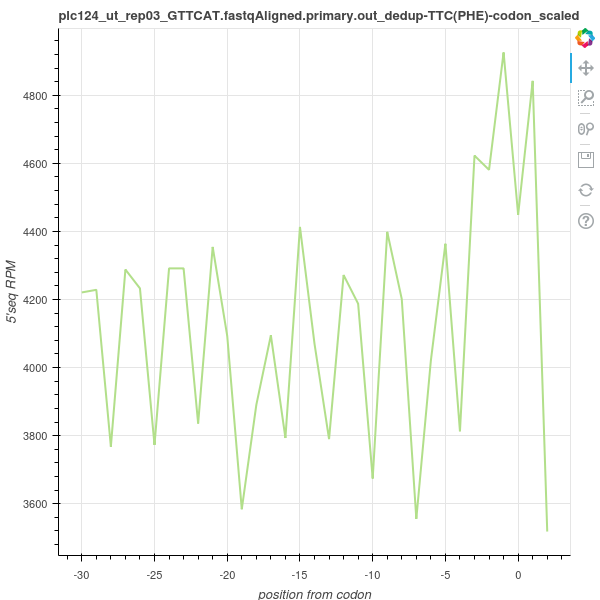 plc124_ut_rep03_GTTCAT.fastqAligned.primary.out_dedup-TTC(PHE)-codon_scaled
4800
4600
4400
4200
4000
3800
3600
5'seq RPM
-30 -25 -20 -15 -10 -5 0
position from codon